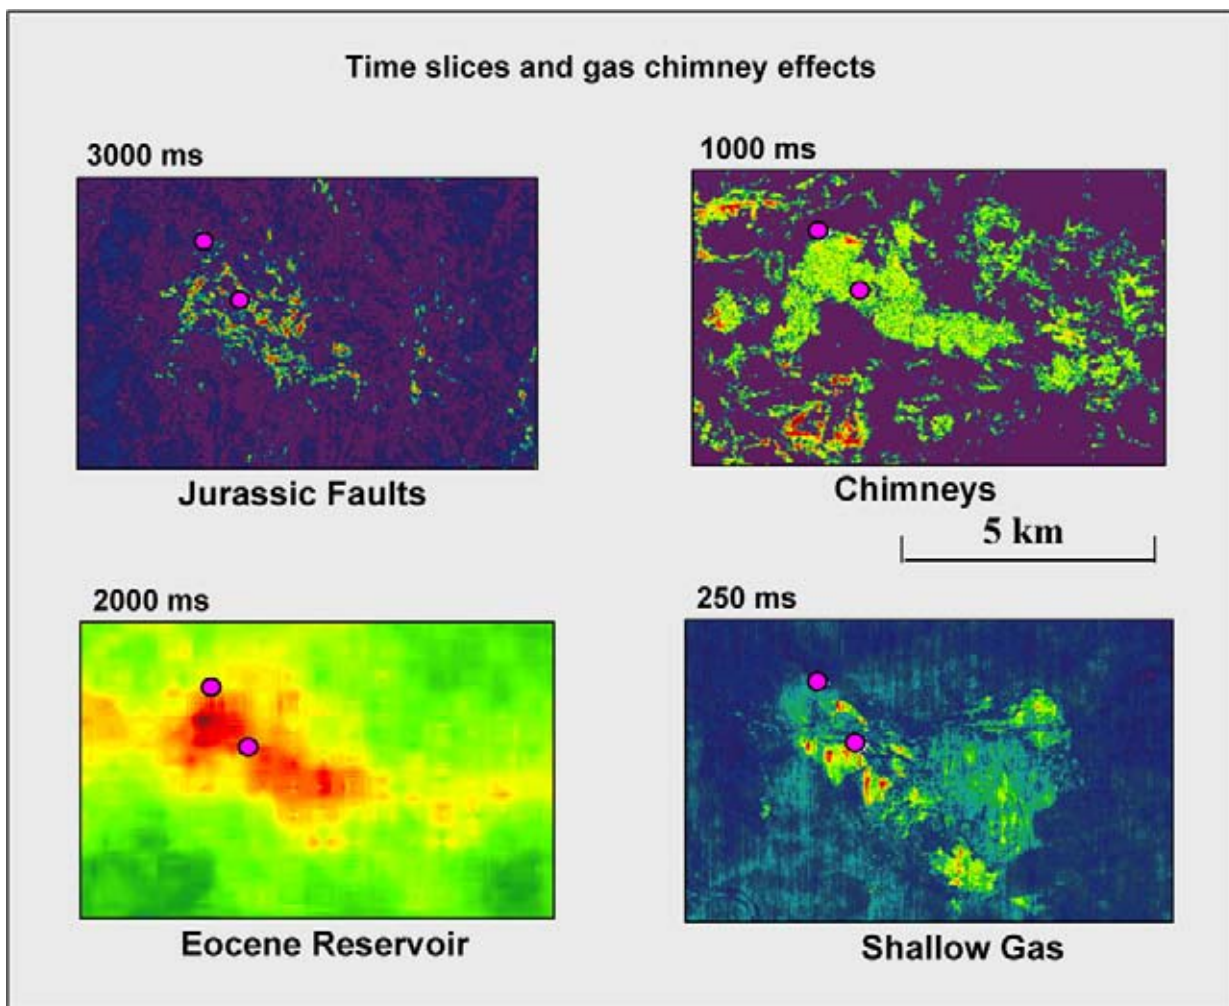 Time slices and gas chimney effects
3000 ms
1000 ms
Jurassic Faults
Chimneys
5 km
2000 ms
250 ms
Eocene Reservoir
Shallow Gas